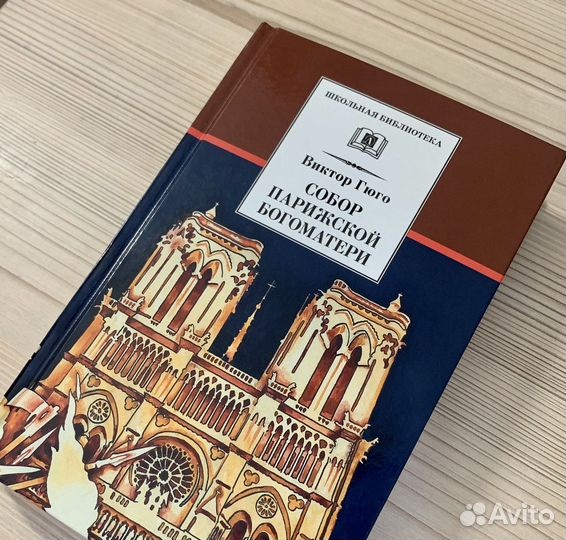 ШКОЛЬНАЯ БИБЛИОТЕКА
Виктор Гюго
СОБОР
ПАРИЖСКОЙ
БОГОМАТЕРИ
Avito